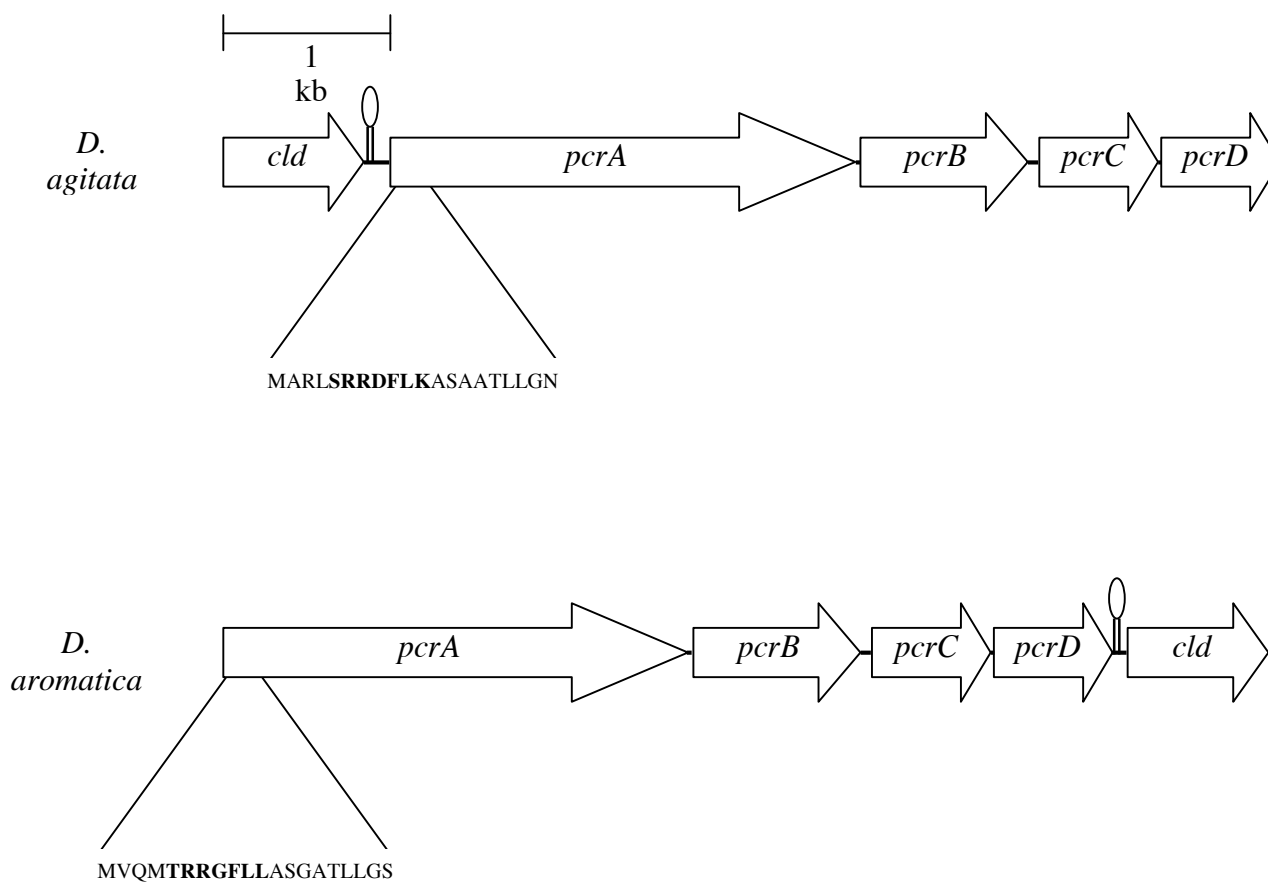 1
kb
D.
agitata
cld
pcrA
pcrB
pcrC
pcrD
MARLSRRDFLKASAATLLGN
D.
aromatica
pcrA
pcrB
pcrC
pcrD
cld
MVQMTRRGFLLASGATLLGS